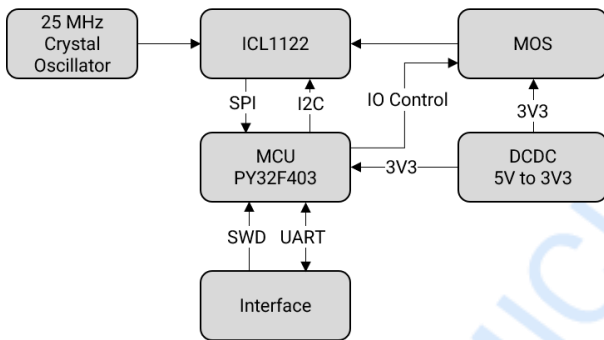 25 MHz
Crystal
Oscillator
ICL1122
MOS
SPI
I2C
IO Control
3V3
MCU
PY32F403
3V3
DCDC
5V to 3V3
SWD
UART
Interface